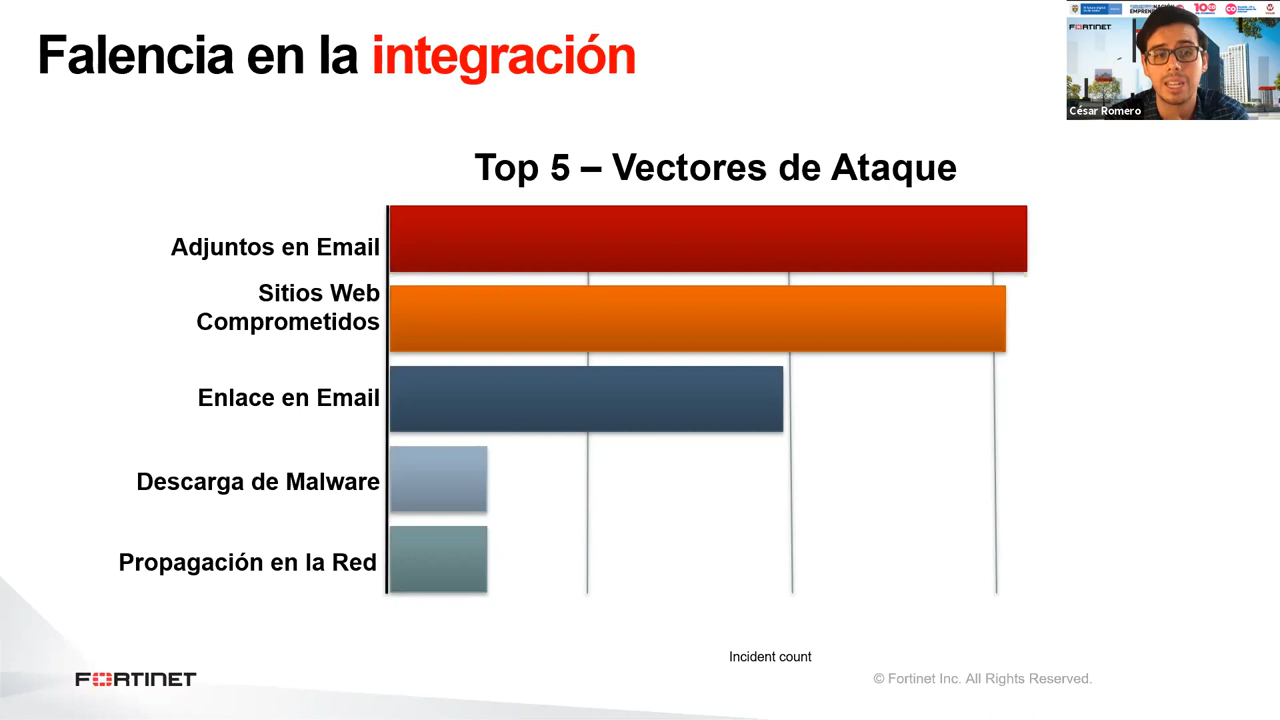 Falencia en la integración
FORTINET
César Romero
Top 5 – Vectores de Ataque
Adjuntos en Email
Sitios Web
Comprometidos
Enlace en Email
Descarga de Malware
Propagación en la Red
Incident count
FORTINET
© Fortinet Inc. All Rights Reserved.